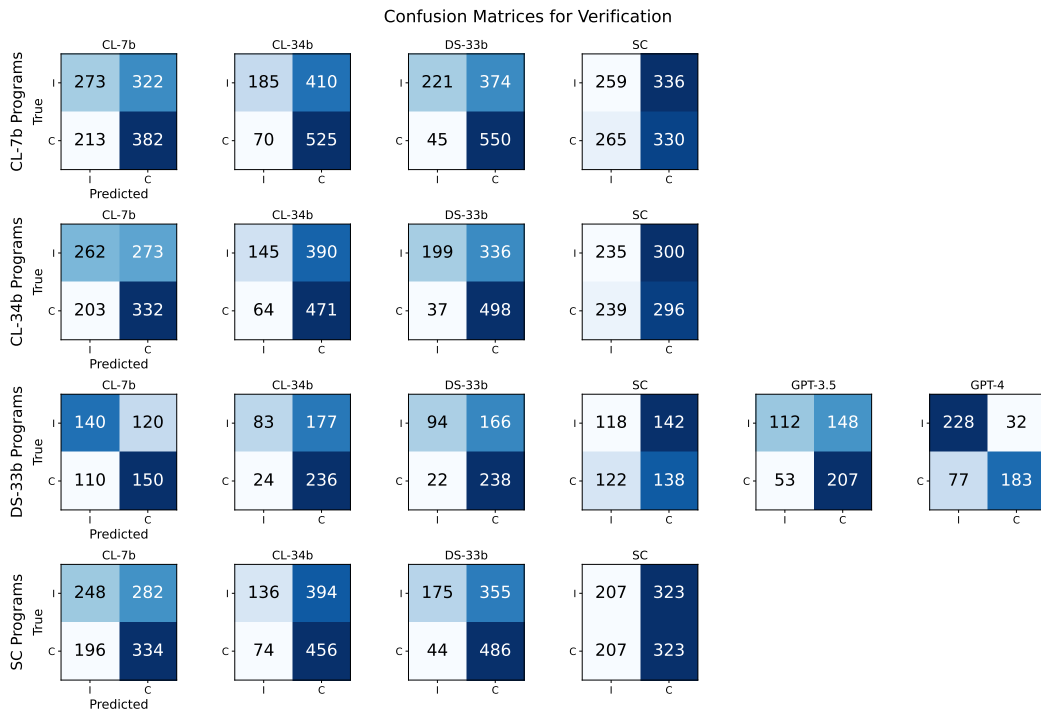 Confusion Matrices for Verification
CL-7b Programs
True
CL-7b CL-34b DS-33b SC
I 273 322 I 185 410 I 221 374 I 259 336
C 213 382 C 70 525 C 45 550 C 265 330
I C I C I C I C
Predicted
CL-34b Programs
True
CL-7b CL-34b DS-33b SC
I 262 273 I 145 390 I 199 336 I 235 300
C 203 332 C 64 471 C 37 498 C 239 296
I C I C I C I C
Predicted
DS-33b Programs
True
CL-7b CL-34b DS-33b SC GPT-3.5 GPT-4
I 140 120 I 83 177 I 94 166 I 118 142 I 112 148 I 228 32
C 110 150 C 24 236 C 22 238 C 122 138 C 53 207 C 77 183
I C I C I C I C I C I C
Predicted
SC Programs
True
CL-7b CL-34b DS-33b SC
I 248 282 I 136 394 I 175 355 I 207 323
C 196 334 C 74 456 C 44 486 C 207 323
I C I C I C I C
Predicted